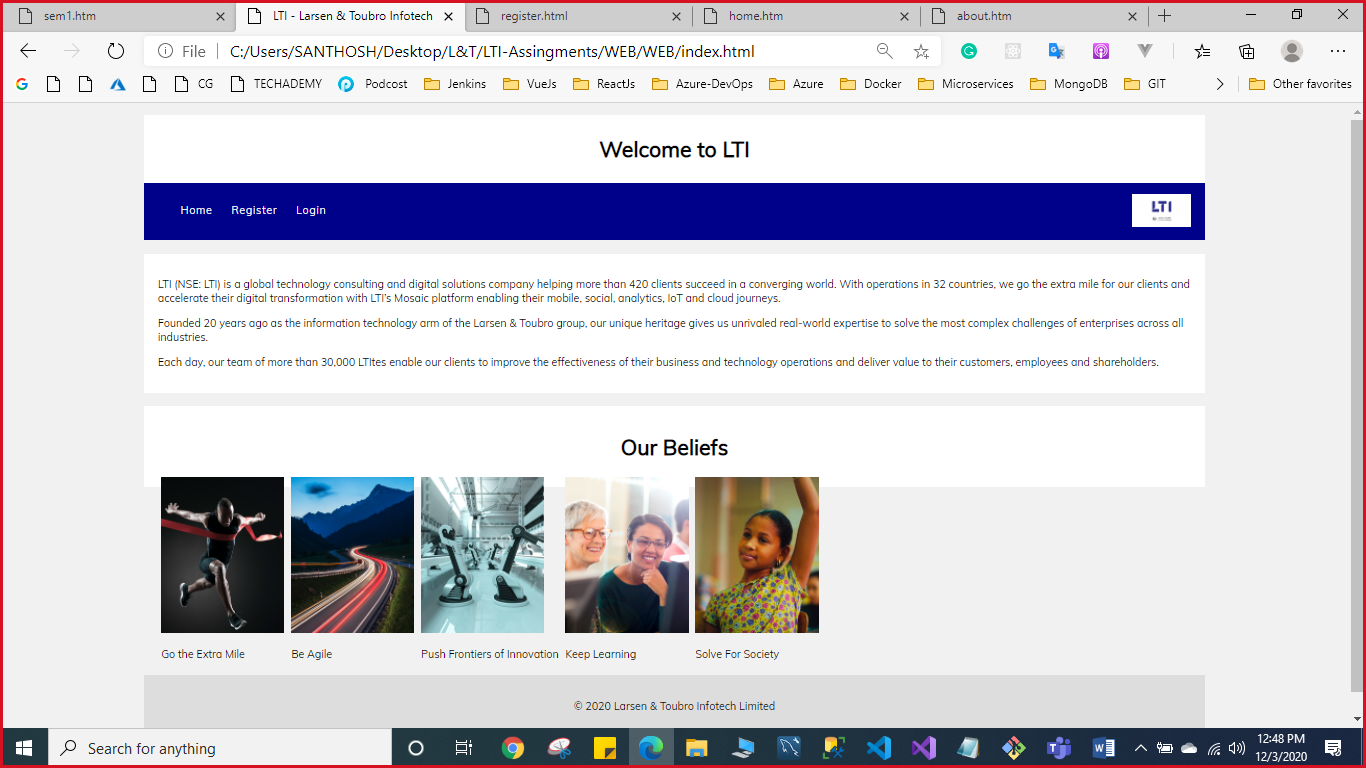 sem1.htm
LTI - Larsen & Toubro Infotech
register.html
home.htm
about.htm
File
C:/Users/SANTHOSH/Desktop/L&T/LTI-Assingments/WEB/WEB/index.html
CG
TECHADEMY
Podcost
Jenkins
VueJs
ReactJs
Azure-DevOps
Azure
Docker
Microservices
MongoDB
GIT
Other favorites
Welcome to LTI
Home Register Login
LTI
LTI (NSE: LTI) is a global technology consulting and digital solutions company helping more than 420 clients succeed in a converging world. With operations in 32 countries, we go the extra mile for our clients and
accelerate their digital transformation with LTI's Mosaic platform enabling their mobile, social, analytics, IoT and cloud journeys.
Founded 20 years ago as the information technology arm of the Larsen & Toubro group, our unique heritage gives us unrivaled real-world expertise to solve the most complex challenges of enterprises across all
industries.
Each day, our team of more than 30,000 LTItes enable our clients to improve the effectiveness of their business and technology operations and deliver value to their customers, employees and shareholders.
Our Beliefs
Go the Extra Mile
Be Agile
Push Frontiers of Innovation
Keep Learning
Solve For Society
© 2020 Larsen & Toubro Infotech Limited
Search for anything
12:48 PM
12/3/2020